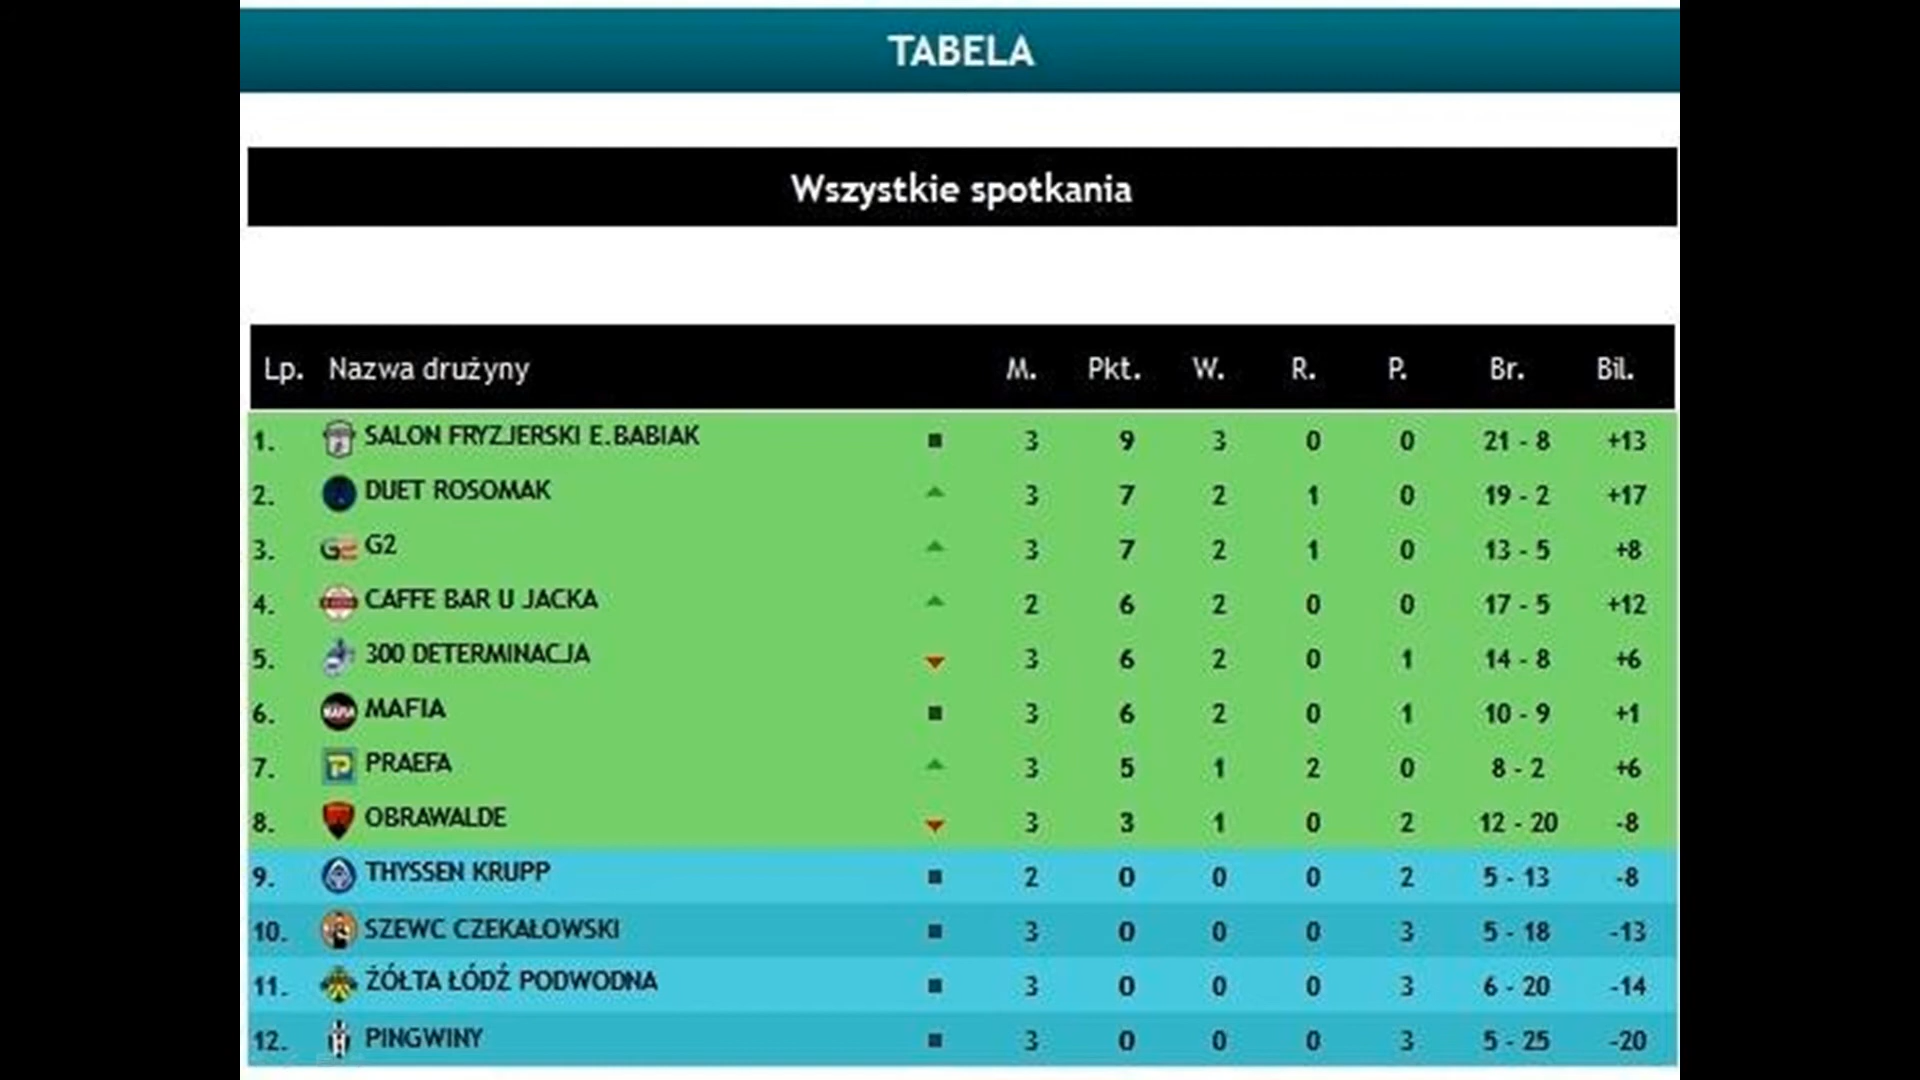 TABELA
Wszystkie spotkania
Lp. Nazwa drużyny M. Pkt. W. R. P. Br. Bil.
1. SALON FRYZJERSKI E.BABIAK 3 9 3 0 0 21 - 8 +13
2. DUET ROSOMAK 3 7 2 1 0 19 - 2 +17
3. G2 G2 3 7 2 1 0 13 - 5 +8
4. CAFFE BAR U JACKA 2 6 2 0 0 17 - 5 +12
5. 300 DETERMINACJA 3 6 2 0 1 14 - 8 +6
6. MAFIA MAFIA 3 6 2 0 1 10 - 9 +1
7. P PRAEFA 3 5 1 2 0 8 - 2 +6
8. OBRAWALDE 3 3 1 0 2 12 - 20 -8
9. THYSSEN KRUPP 2 0 0 0 2 5 - 13 -8
10. SZEWC CZEKAŁOWSKI 3 0 0 0 3 5 - 18 -13
11. ŻÓŁTA ŁÓDŹ PODWODNA 3 0 0 0 3 6 - 20 -14
12. PINGWINY 3 0 0 0 3 5 - 25 -20